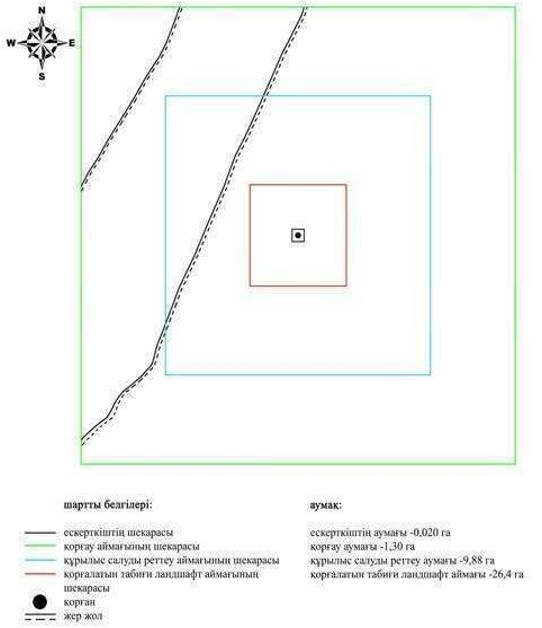 N
W E
S
шартты белгілері:
аумақ:
ескерткіштің шекарасы
қорғау аймағының шекарасы
құрылыс салуды реттеу аймағының шекарасы
қорғалатын табиғи ландшафт аймағының
шекарасы
қорған
жер жол
ескерткіштің аумағы -0,020 га
қорғау аумағы -1,30 га
құрылыс салуды реттеу аумағы -9,88 га
қорғалатын табиғи ландшафт аймағы -26,4 га